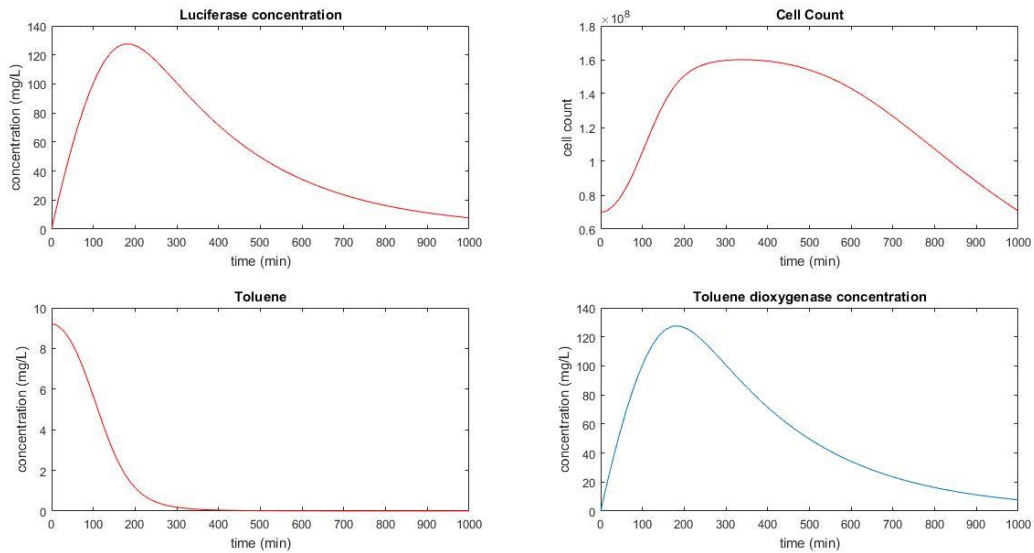 Luciferase concentration
140
120
100
80
60
40
20
0
concentration (mg/L)
0 100 200 300 400 500 600 700 800 900 1000
time (min)
Cell Count
×10⁸
1.8
1.6
1.4
1.2
1
0.8
0.6
cell count
0 100 200 300 400 500 600 700 800 900 1000
time (min)
Toluene
10
8
6
4
2
0
concentration (mg/L)
0 100 200 300 400 500 600 700 800 900 1000
time (min)
Toluene dioxygenase concentration
140
120
100
80
60
40
20
0
concentration (mg/L)
0 100 200 300 400 500 600 700 800 900 1000
time (min)